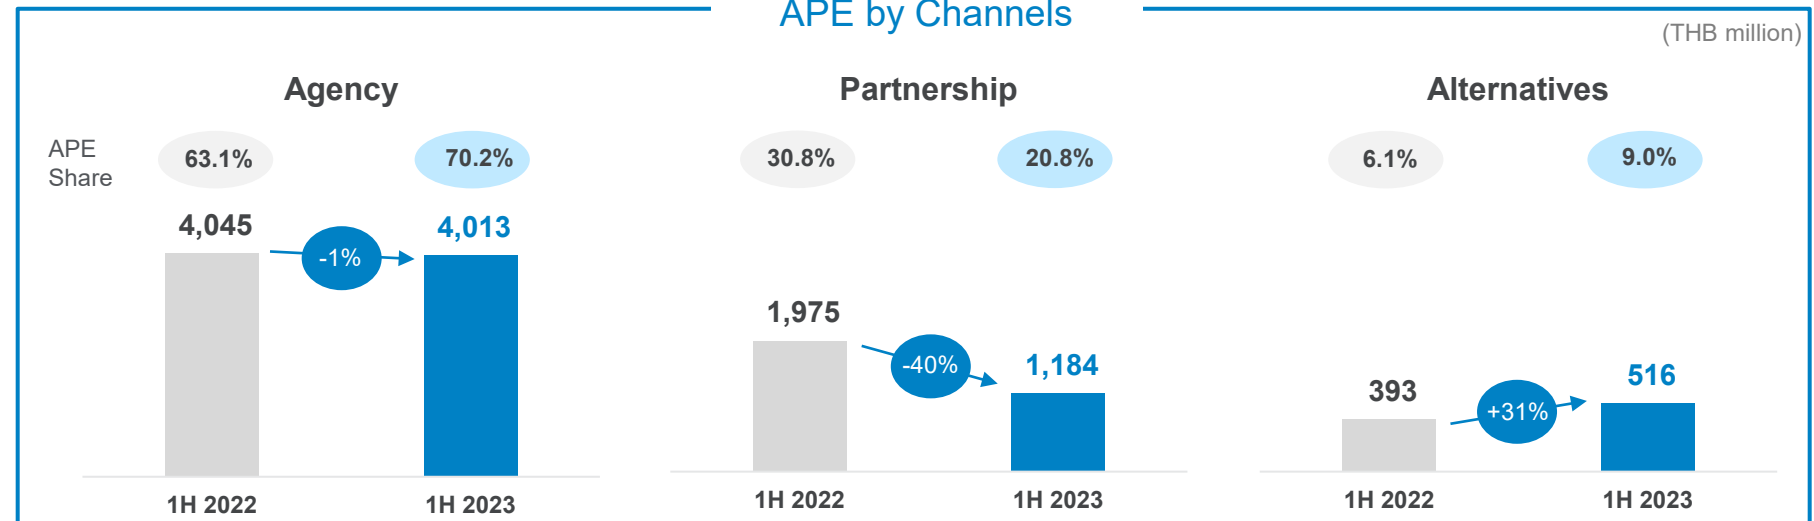 APE by Channels
(THB million)
Agency
Partnership
Alternatives
APE
Share
63.1%
70.2%
30.8%
20.8%
6.1%
9.0%
4,045
-1%
4,013
1,975
-40%
1,184
393
+31%
516
1H 2022
1H 2023
1H 2022
1H 2023
1H 2022
1H 2023